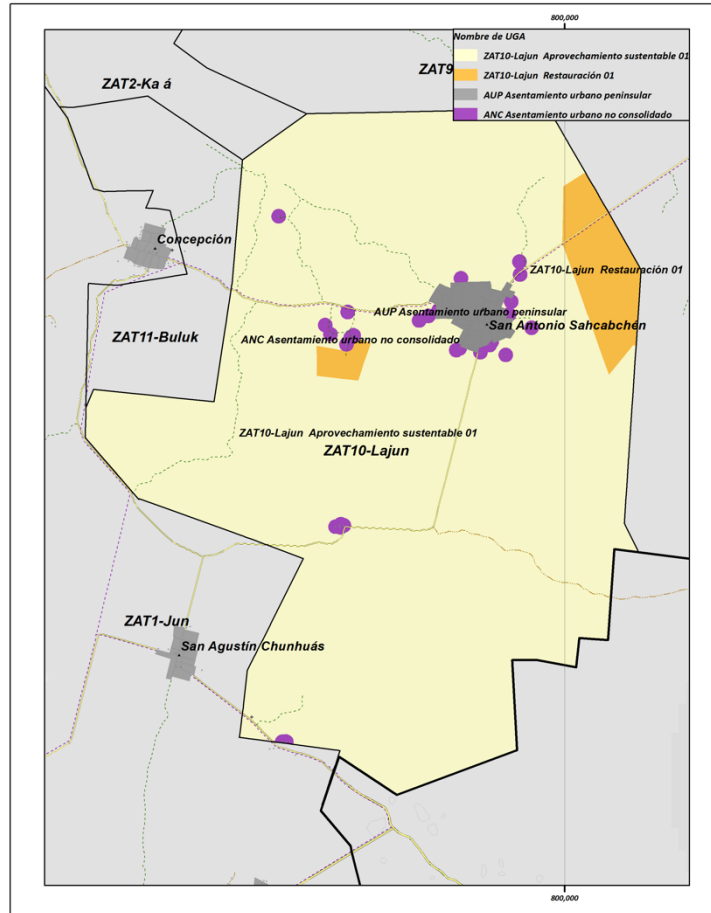 800,000
Nombre de UGA
ZAT10-Lajun Aprovechamiento sustentable 01
ZAT10-Lajun Restauración 01
AUP Asentamiento urbano peninsular
ANC Asentamiento urbano no consolidado
ZAT9
ZAT2-Ka á
Concepción
ZAT10-Lajun Restauración 01
AUP Asentamiento urbano peninsular
San Antonio Sahcabchén
ZAT11-Buluk
ANC Asentamiento urbano no consolidado
ZAT10-Lajun Aprovechamiento sustentable 01
ZAT10-Lajun
ZAT1-Jun
San Agustín Chunhuás
800,000